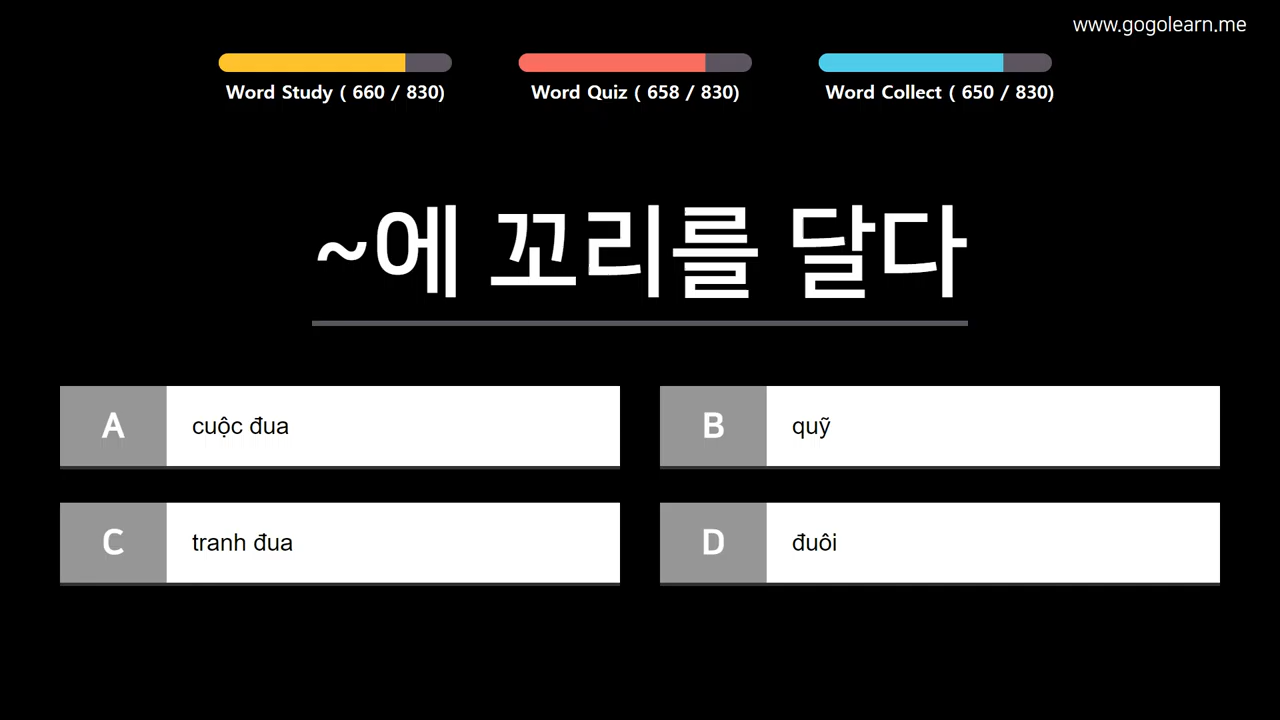 www.gogolearn.me
Word Study ( 660 / 830)
Word Quiz ( 658 / 830)
Word Collect ( 650 / 830)
~에 꼬리를 달다
A cuộc đua
B quỹ
C tranh đua
D đuôi